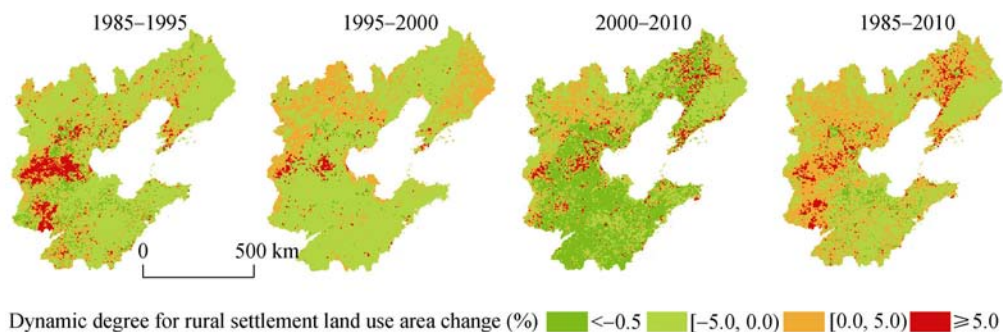 1985–1995 1995–2000 2000–2010 1985–2010
0 500 km
Dynamic degree for rural settlement land use area change (%) <−0.5 [−5.0, 0.0) [0.0, 5.0) ≥5.0